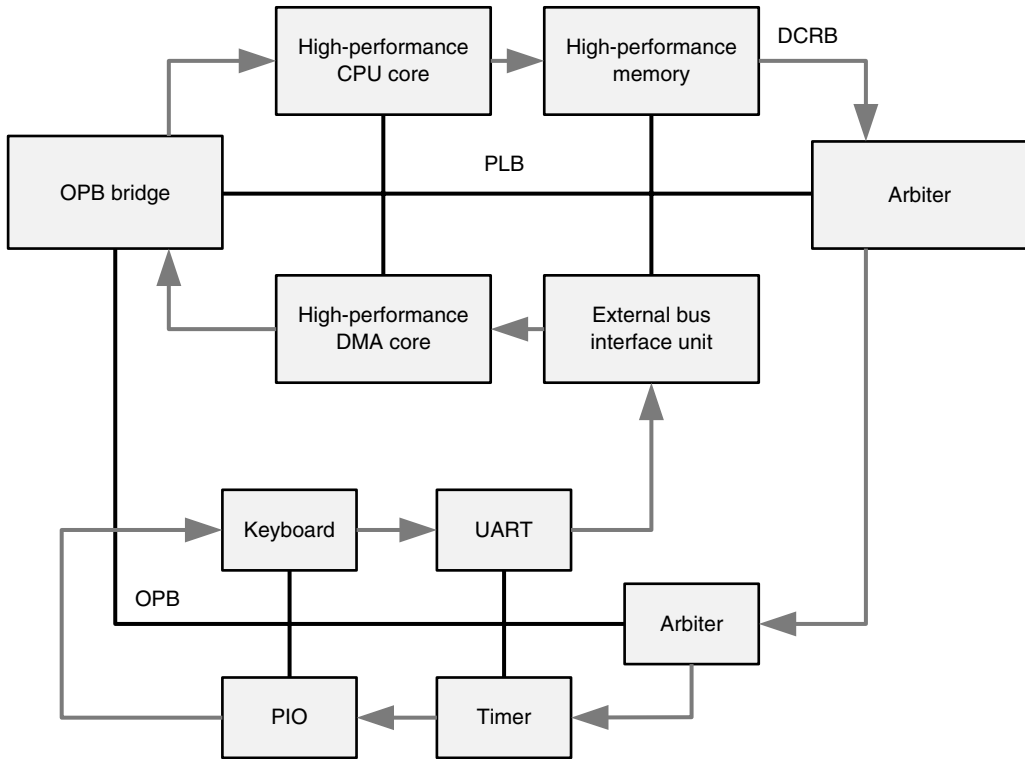 High-performance
CPU core
High-performance
memory
DCRB
OPB bridge
PLB
Arbiter
High-performance
DMA core
External bus
interface unit
Keyboard
UART
OPB
Arbiter
PIO
Timer